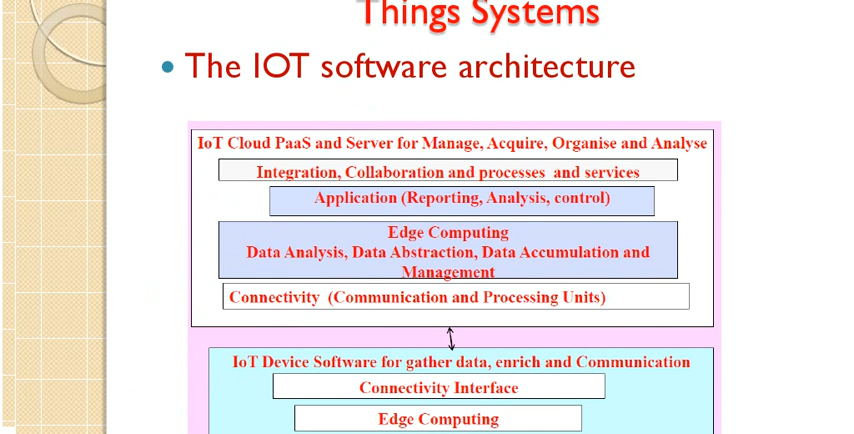 Things Systems
The IOT software architecture
IoT Cloud PaaS and Server for Manage, Acquire, Organise and Analyse
Integration, Collaboration and processes and services
Application (Reporting, Analysis, control)
Edge Computing
Data Analysis, Data Abstraction, Data Accumulation and
Management
Connectivity (Communication and Processing Units)
IoT Device Software for gather data, enrich and Communication
Connectivity Interface
Edge Computing